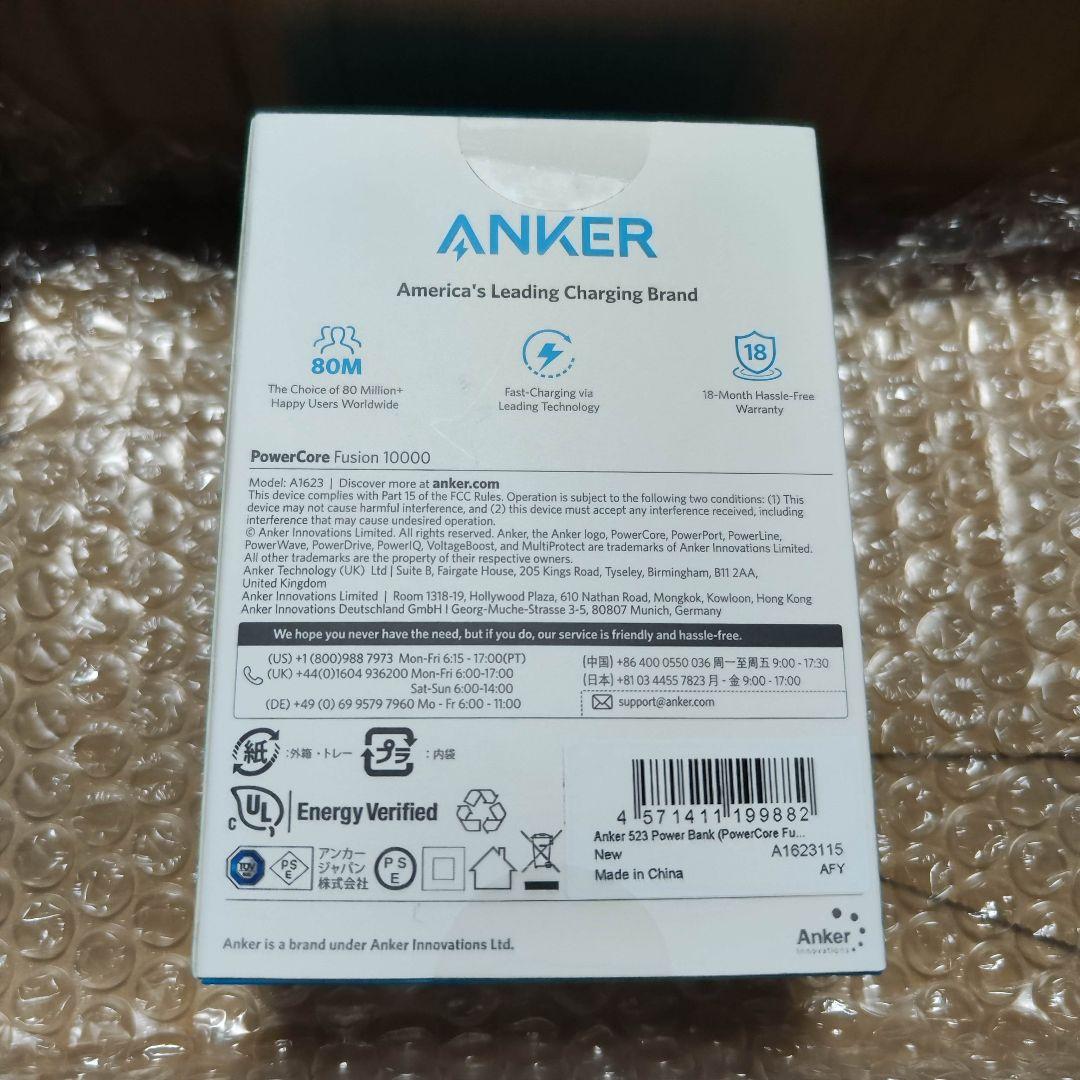 ANKER
America's Leading Charging Brand
80M
The Choice of 80 Million+
Happy Users Worldwide
Fast-Charging via
Leading Technology
18
18-Month Hassle-Free
Warranty
PowerCore Fusion 10000
Model: A1623 | Discover more at anker.com
This device complies with Part 15 of the FCC Rules. Operation is subject to the following two conditions: (1) This
device may not cause harmful interference, and (2) this device must accept any interference received, including
interference that may cause undesired operation.
© Anker Innovations Limited. All rights reserved. Anker, the Anker logo, PowerCore, PowerPort, PowerLine,
PowerWave, PowerDrive, PowerIQ, VoltageBoost, and MultiProtect are trademarks of Anker Innovations Limited.
All other trademarks are the property of their respective owners.
Anker Technology (UK) Ltd | Suite B, Fairgate House, 205 Kings Road, Tyseley, Birmingham, B11 2AA,
United Kingdom
Anker Innovations Limited | Room 1318-19, Hollywood Plaza, 610 Nathan Road, Mongkok, Kowloon, Hong Kong
Anker Innovations Deutschland GmbH I Georg-Muche-Strasse 3-5, 80807 Munich, Germany
We hope you never have the need, but if you do, our service is friendly and hassle-free.
(US) +1 (800)988 7973 Mon-Fri 6:15 - 17:00(PT)
(UK) +44(0)1604 936200 Mon-Fri 6:00-17:00
Sat-Sun 6:00-14:00
(DE) +49 (0) 69 9579 7960 Mo - Fr 6:00 - 11:00
(中国) +86 400 0550 036 周一至周五 9:00 - 17:30
(日本) +81 03 4455 7823 月 - 金 9:00 - 17:00
support@anker.com
紙 :外箱・トレー プラ :内袋
c UL Energy Verified
TÜV PSE アンカー
ジャパン
株式会社
PSE
4 571411 199882
Anker 523 Power Bank (PowerCore Fu...
New A1623115
Made in China AFY
Anker is a brand under Anker Innovations Ltd.
Anker
Innovations